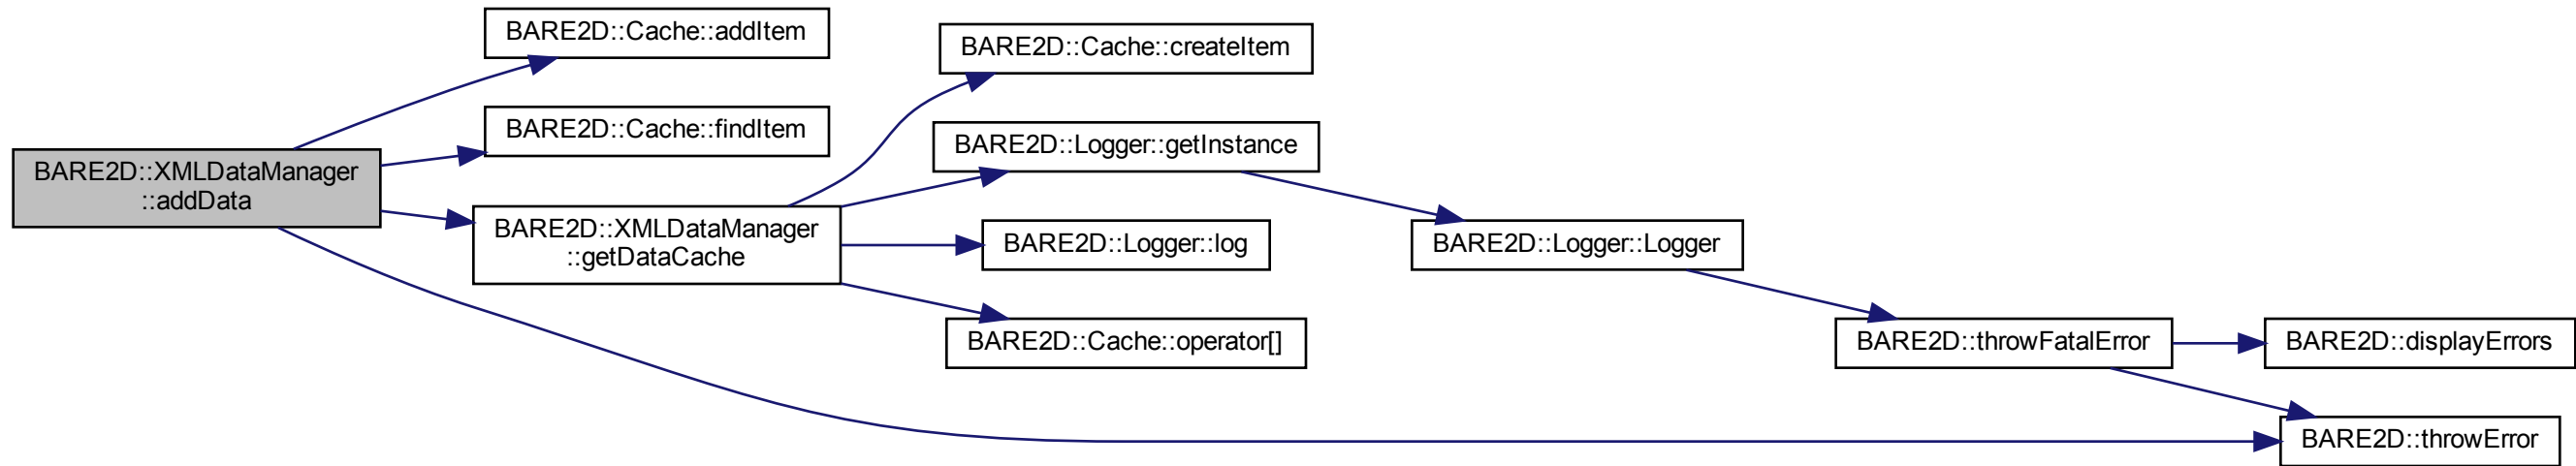 BARE2D::XMLDataManager
::addData
BARE2D::Cache::addItem
BARE2D::Cache::findItem
BARE2D::XMLDataManager
::getDataCache
BARE2D::Cache::createItem
BARE2D::Logger::getInstance
BARE2D::Logger::log
BARE2D::Cache::operator[]
BARE2D::Logger::Logger
BARE2D::throwFatalError
BARE2D::displayErrors
BARE2D::throwError